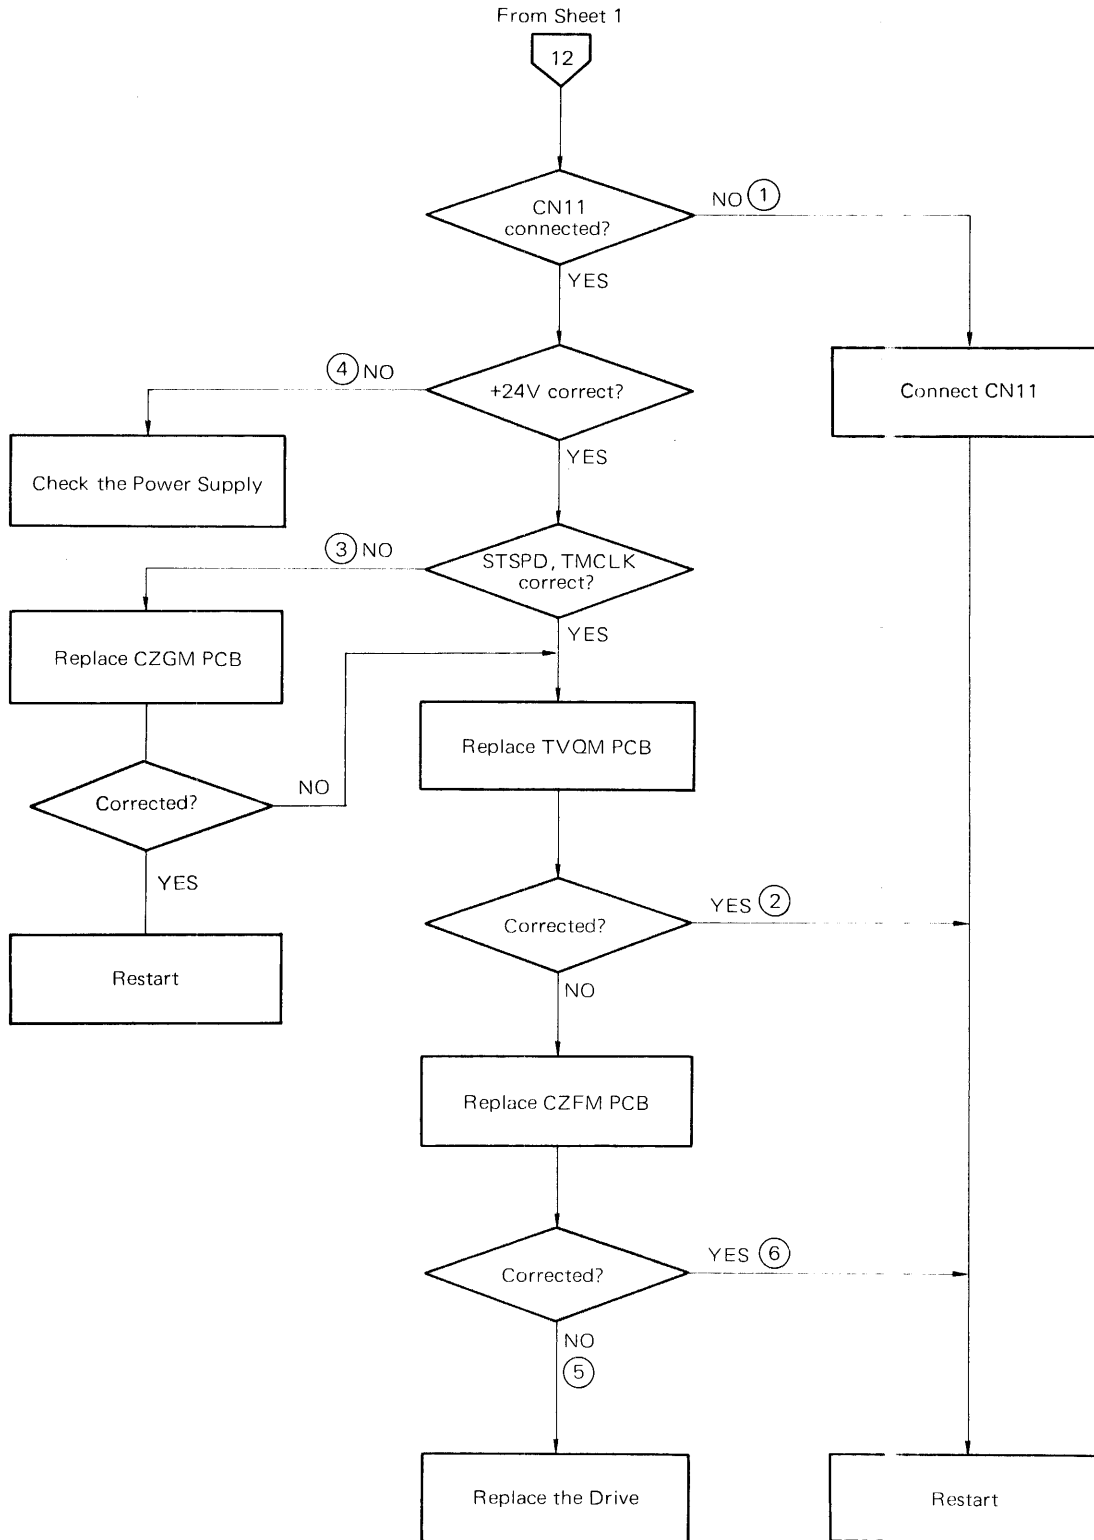 From Sheet 1
12
CN11
connected?
NO ①
YES
④ NO
+24V correct?
Connect CN11
YES
Check the Power Supply
③ NO
STSPD, TMCLK
correct?
YES
Replace CZGM PCB
Replace TVQM PCB
NO
Corrected?
YES
Corrected?
YES ②
Restart
NO
Replace CZFM PCB
Corrected?
YES ⑥
NO
⑤
Replace the Drive
Restart